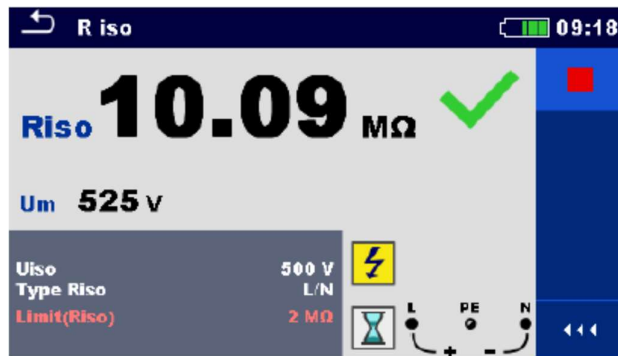 R iso 09:18
Riso 10.09 MΩ
Um 525 V
Uiso 500 V
Type Riso L/N
Limit(Riso) 2 MΩ
L PE N
+ -